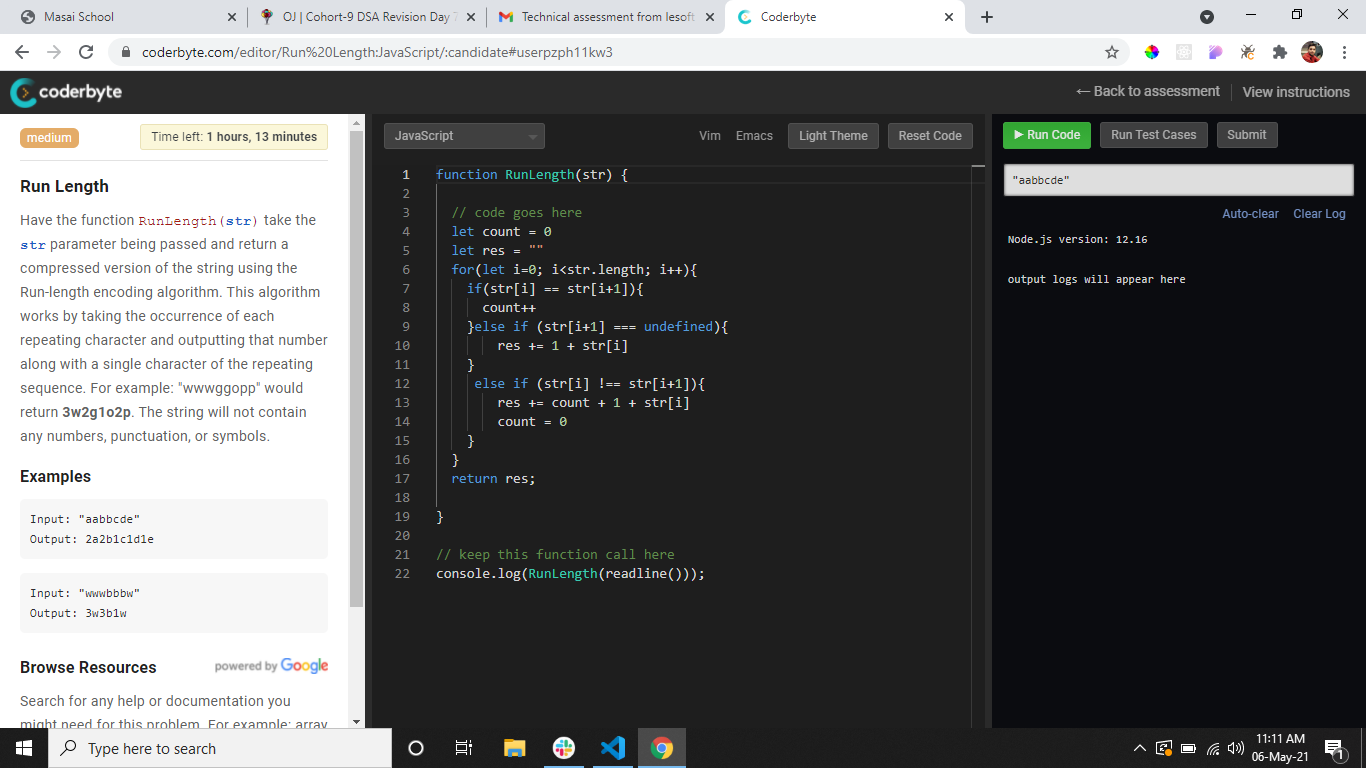 Masai School
OJ | Cohort-9 DSA Revision Day 7
Technical assessment from lesoft
Coderbyte
coderbyte.com/editor/Run%20Length:JavaScript/:candidate#userpzph11kw3
coderbyte
←Back to assessment
View instructions
medium
Time left: 1 hours, 13 minutes
Run Length
Have the function RunLength(str) take the
str parameter being passed and return a
compressed version of the string using the
Run-length encoding algorithm. This algorithm
works by taking the occurrence of each
repeating character and outputting that number
along with a single character of the repeating
sequence. For example: "wwwggopp" would
return 3w2g1o2p. The string will not contain
any numbers, punctuation, or symbols.
Examples
Input: "aabbcde"
Output: 2a2b1c1d1e
Input: "wwwbbbw"
Output: 3w3b1w
Browse Resources
powered by Google
Search for any help or documentation you
might need for this problem. For example: array
JavaScript
Vim
Emacs
Light Theme
Reset Code
1 function RunLength(str) {
2
3 // code goes here
4 let count = 0
5 let res = ""
6 for(let i=0; i<str.length; i++){
7 if(str[i] == str[i+1]){
8 count++
9 }else if (str[i+1] === undefined){
10 res += 1 + str[i]
11 }
12 else if (str[i] !== str[i+1]){
13 res += count + 1 + str[i]
14 count = 0
15 }
16 }
17 return res;
18
19 }
20
21 // keep this function call here
22 console.log(RunLength(readline()));
Run Code
Run Test Cases
Submit
"aabbcde"
Auto-clear
Clear Log
Node.js version: 12.16
output logs will appear here
Type here to search
11:11 AM
06-May-21
1